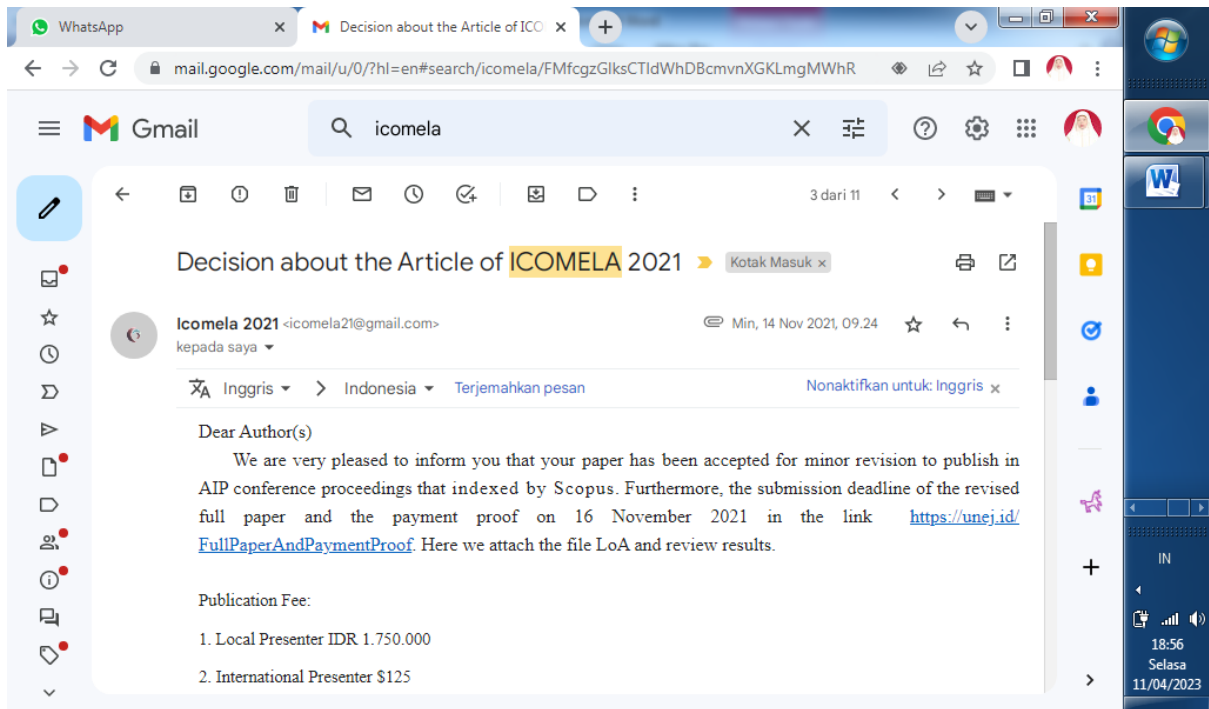 WhatsApp
Decision about the Article of ICO
mail.google.com/mail/u/0/?hl=en#search/icomela/FMfcgzGlksCTldWhDBcmvnXGKLmgMWhR
Gmail
icomela
3 dari 11
31
W
Decision about the Article of ICOMELA 2021
Kotak Masuk ×
Icomela 2021 <icomela21@gmail.com>
Min, 14 Nov 2021, 09.24
kepada saya
Inggris
Indonesia
Terjemahkan pesan
Nonaktifkan untuk: Inggris ×
Dear Author(s)
We are very pleased to inform you that your paper has been accepted for minor revision to publish in
AIP conference proceedings that indexed by Scopus. Furthermore, the submission deadline of the revised
full paper and the payment proof on 16 November 2021 in the link https://unej.id/
FullPaperAndPaymentProof. Here we attach the file LoA and review results.
Publication Fee:
1. Local Presenter IDR 1.750.000
2. International Presenter $125
IN
18:56
Selasa
11/04/2023